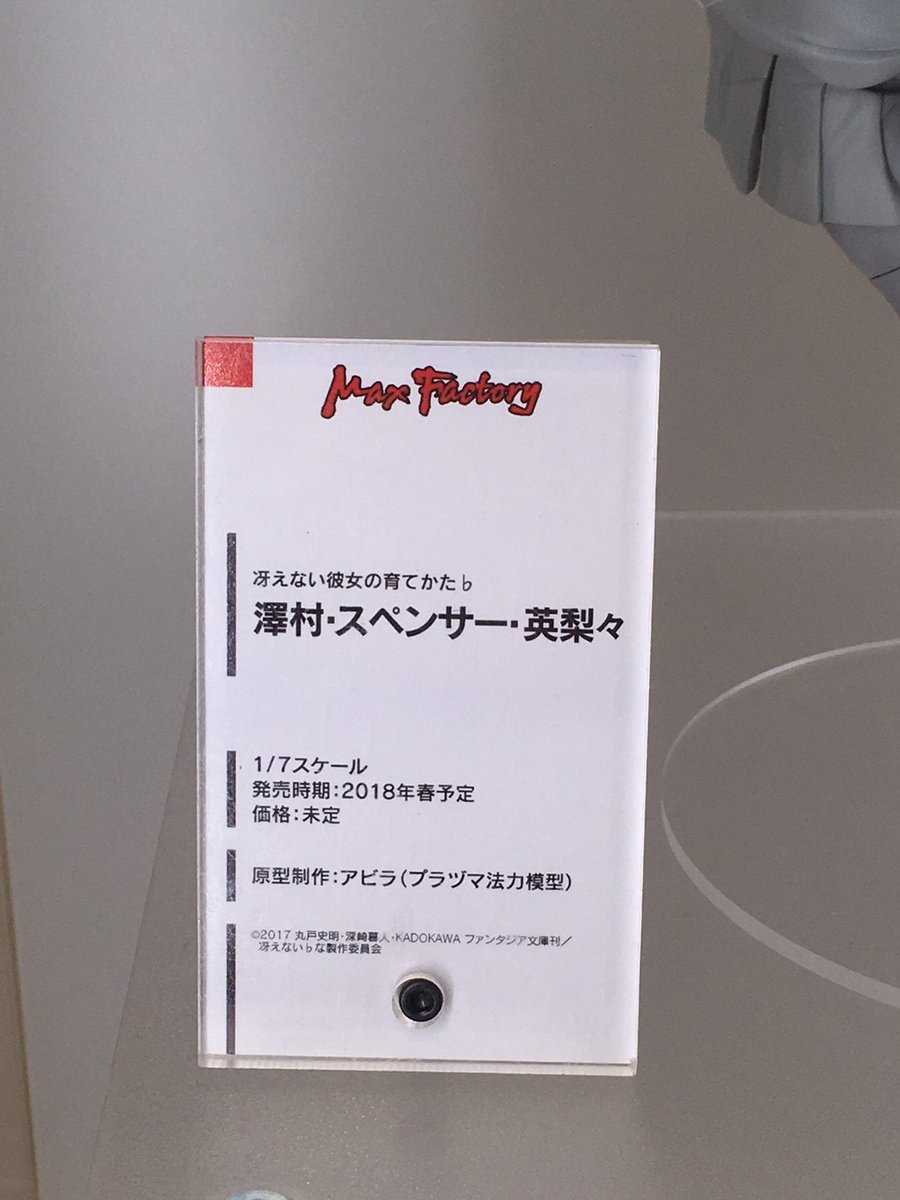 Max Factory
冴えない彼女の育てかた♭
澤村・スペンサー・英梨々
1/7スケール
発売時期：2018年春予定
価格：未定
原型制作：アビラ（プラヅマ法力模型）
©2017 丸戸史明・深崎暮人・KADOKAWA ファンタジア文庫刊／
冴えない♭な製作委員会